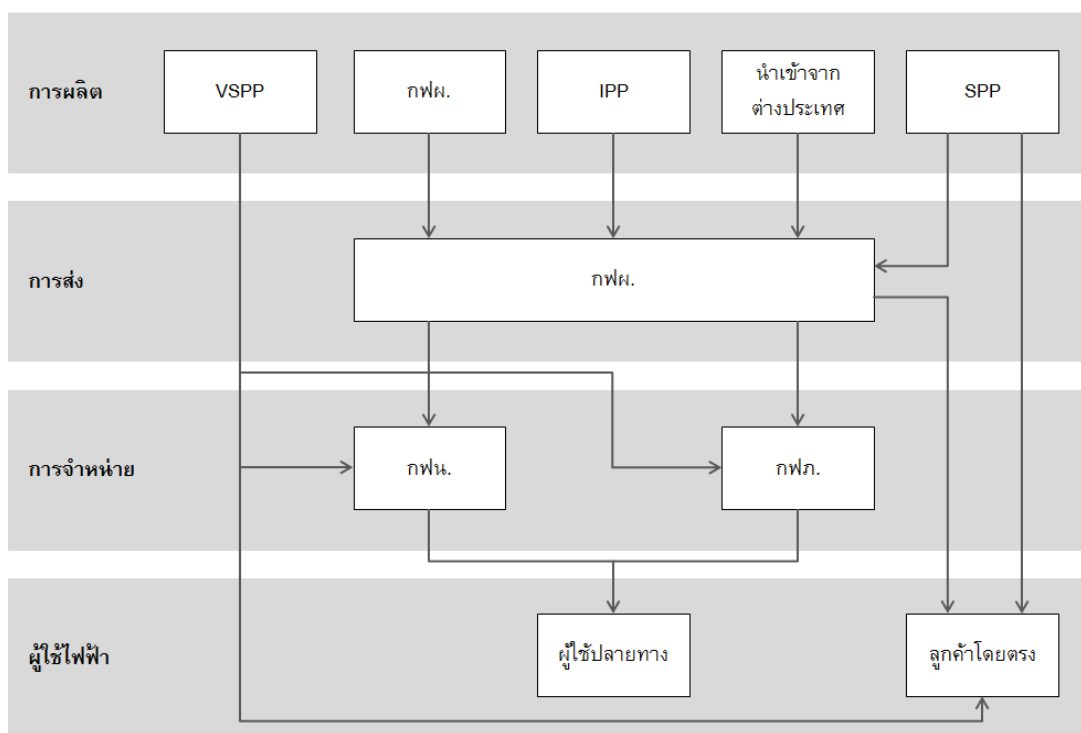 การผลิต
VSPP
กฟผ.
IPP
นำเข้าจาก
ต่างประเทศ
SPP
การส่ง
กฟผ.
การจำหน่าย
กฟน.
กฟภ.
ผู้ใช้ไฟฟ้า
ผู้ใช้ปลายทาง
ลูกค้าโดยตรง